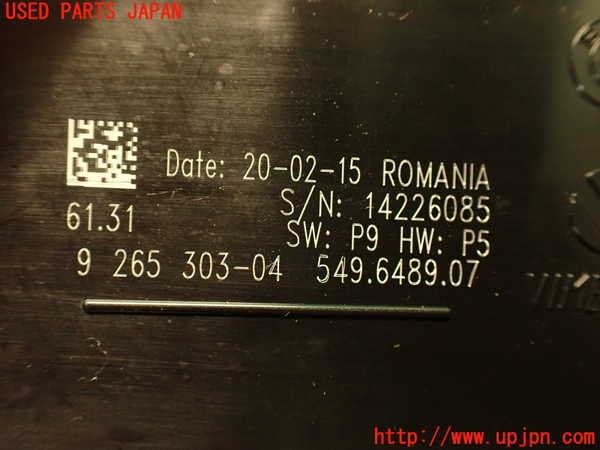 USED PARTS JAPAN
Date: 20-02-15 ROMANIA
61.31 S/N: 14226085
SW: P9 HW: P5
9 265 303-04 549.6489.07
http://www.upjpn.com/